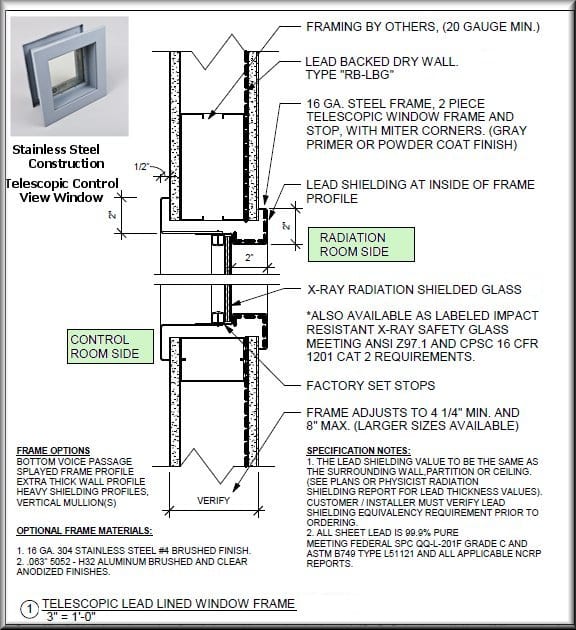 FRAMING BY OTHERS, (20 GAUGE MIN.)
LEAD BACKED DRY WALL.
TYPE "RB-LBG"
16 GA. STEEL FRAME, 2 PIECE
TELESCOPIC WINDOW FRAME AND
STOP, WITH MITER CORNERS. (GRAY
PRIMER OR POWDER COAT FINISH)
Stainless Steel
Construction
Telescopic Control
View Window
1/2"
2"
LEAD SHIELDING AT INSIDE OF FRAME
PROFILE
2"
RADIATION
ROOM SIDE
2"
X-RAY RADIATION SHIELDED GLASS
*ALSO AVAILABLE AS LABELED IMPACT
RESISTANT X-RAY SAFETY GLASS
MEETING ANSI Z97.1 AND CPSC 16 CFR
1201 CAT 2 REQUIREMENTS.
CONTROL
ROOM SIDE
FACTORY SET STOPS
FRAME ADJUSTS TO 4 1/4" MIN. AND
8" MAX. (LARGER SIZES AVAILABLE)
FRAME OPTIONS
BOTTOM VOICE PASSAGE
SPLAYED FRAME PROFILE
EXTRA THICK WALL PROFILE
HEAVY SHIELDING PROFILES,
VERTICAL MULLION(S)
VERIFY
OPTIONAL FRAME MATERIALS:
1. 16 GA. 304 STAINLESS STEEL #4 BRUSHED FINISH.
2. .063" 5052 - H32 ALUMINUM BRUSHED AND CLEAR
ANODIZED FINISHES.
SPECIFICATION NOTES:
1. THE LEAD SHIELDING VALUE TO BE THE SAME AS
THE SURROUNDING WALL,PARTITION OR CEILING.
(SEE PLANS OR PHYSICIST RADIATION
SHIELDING REPORT FOR LEAD THICKNESS VALUES).
CUSTOMER / INSTALLER MUST VERIFY LEAD
SHIELDING EQUIVALENCY REQUIREMENT PRIOR TO
ORDERING.
2. ALL SHEET LEAD IS 99.9% PURE
MEETING FEDERAL SPC QQ-L-201F GRADE C AND
ASTM B749 TYPE L51121 AND ALL APPLICABLE NCRP
REPORTS.
1 TELESCOPIC LEAD LINED WINDOW FRAME
3" = 1'-0"